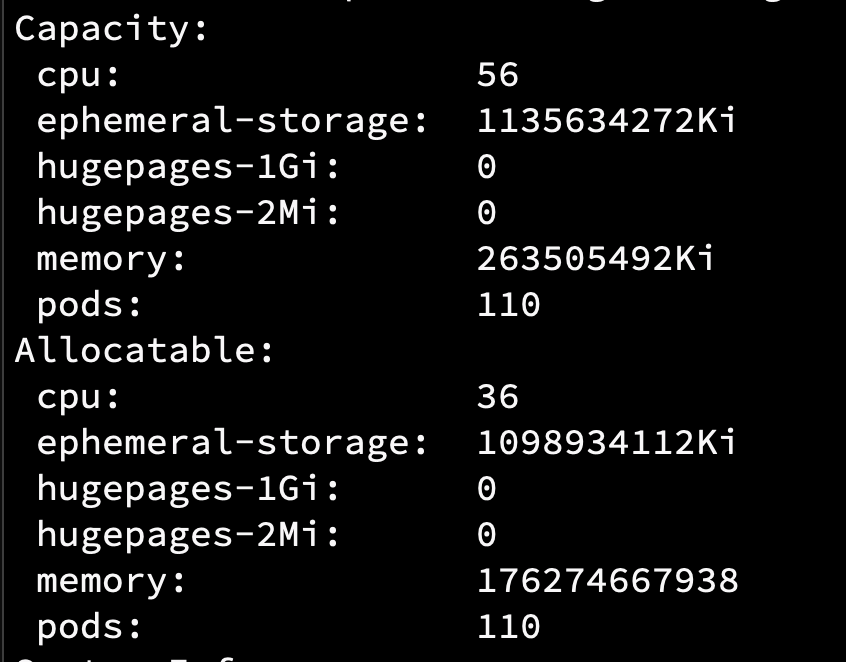 Capacity:
cpu: 56
ephemeral-storage: 1135634272Ki
hugepages-1Gi: 0
hugepages-2Mi: 0
memory: 263505492Ki
pods: 110
Allocatable:
cpu: 36
ephemeral-storage: 1098934112Ki
hugepages-1Gi: 0
hugepages-2Mi: 0
memory: 176274667938
pods: 110